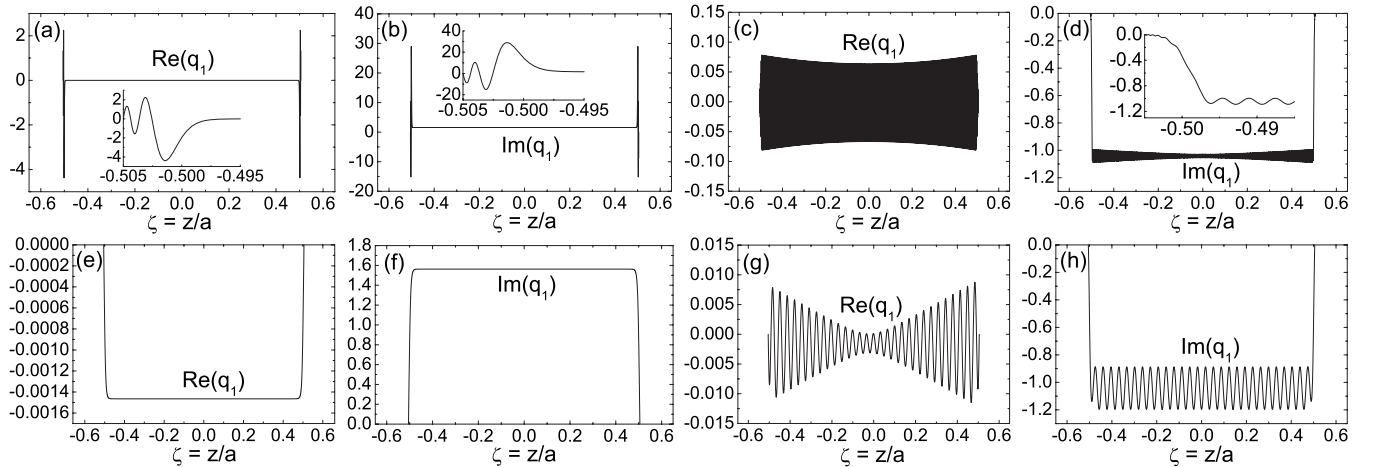 (a)
Re(q1)
2
0
-2
-4
2
0
-2
-4
-0.505 -0.500 -0.495
-0.6 -0.4 -0.2 0.0 0.2 0.4 0.6
ζ = z/a
(b)
Im(q1)
40
30
20
10
0
-10
-20
40
20
0
-20
-0.505 -0.500 -0.495
-0.6 -0.4 -0.2 0.0 0.2 0.4 0.6
ζ = z/a
(c)
Re(q1)
0.15
0.10
0.05
0.00
-0.05
-0.10
-0.15
-0.6 -0.4 -0.2 0.0 0.2 0.4 0.6
ζ = z/a
(d)
Im(q1)
0.0
-0.2
-0.4
-0.6
-0.8
-1.0
-1.2
0.0
-0.4
-0.8
-1.2
-0.50 -0.49
-0.6 -0.4 -0.2 0.0 0.2 0.4 0.6
ζ = z/a
(e)
Re(q1)
0.0000
-0.0002
-0.0004
-0.0006
-0.0008
-0.0010
-0.0012
-0.0014
-0.0016
-0.6 -0.4 -0.2 0.0 0.2 0.4 0.6
ζ = z/a
(f)
Im(q1)
1.8
1.6
1.4
1.2
1.0
0.8
0.6
0.4
0.2
0.0
-0.6 -0.4 -0.2 0.0 0.2 0.4 0.6
ζ = z/a
(g)
Re(q1)
0.015
0.010
0.005
0.000
-0.005
-0.010
-0.015
-0.6 -0.4 -0.2 0.0 0.2 0.4 0.6
ζ = z/a
(h)
Im(q1)
0.0
-0.2
-0.4
-0.6
-0.8
-1.0
-1.2
-0.6 -0.4 -0.2 0.0 0.2 0.4 0.6
ζ = z/a